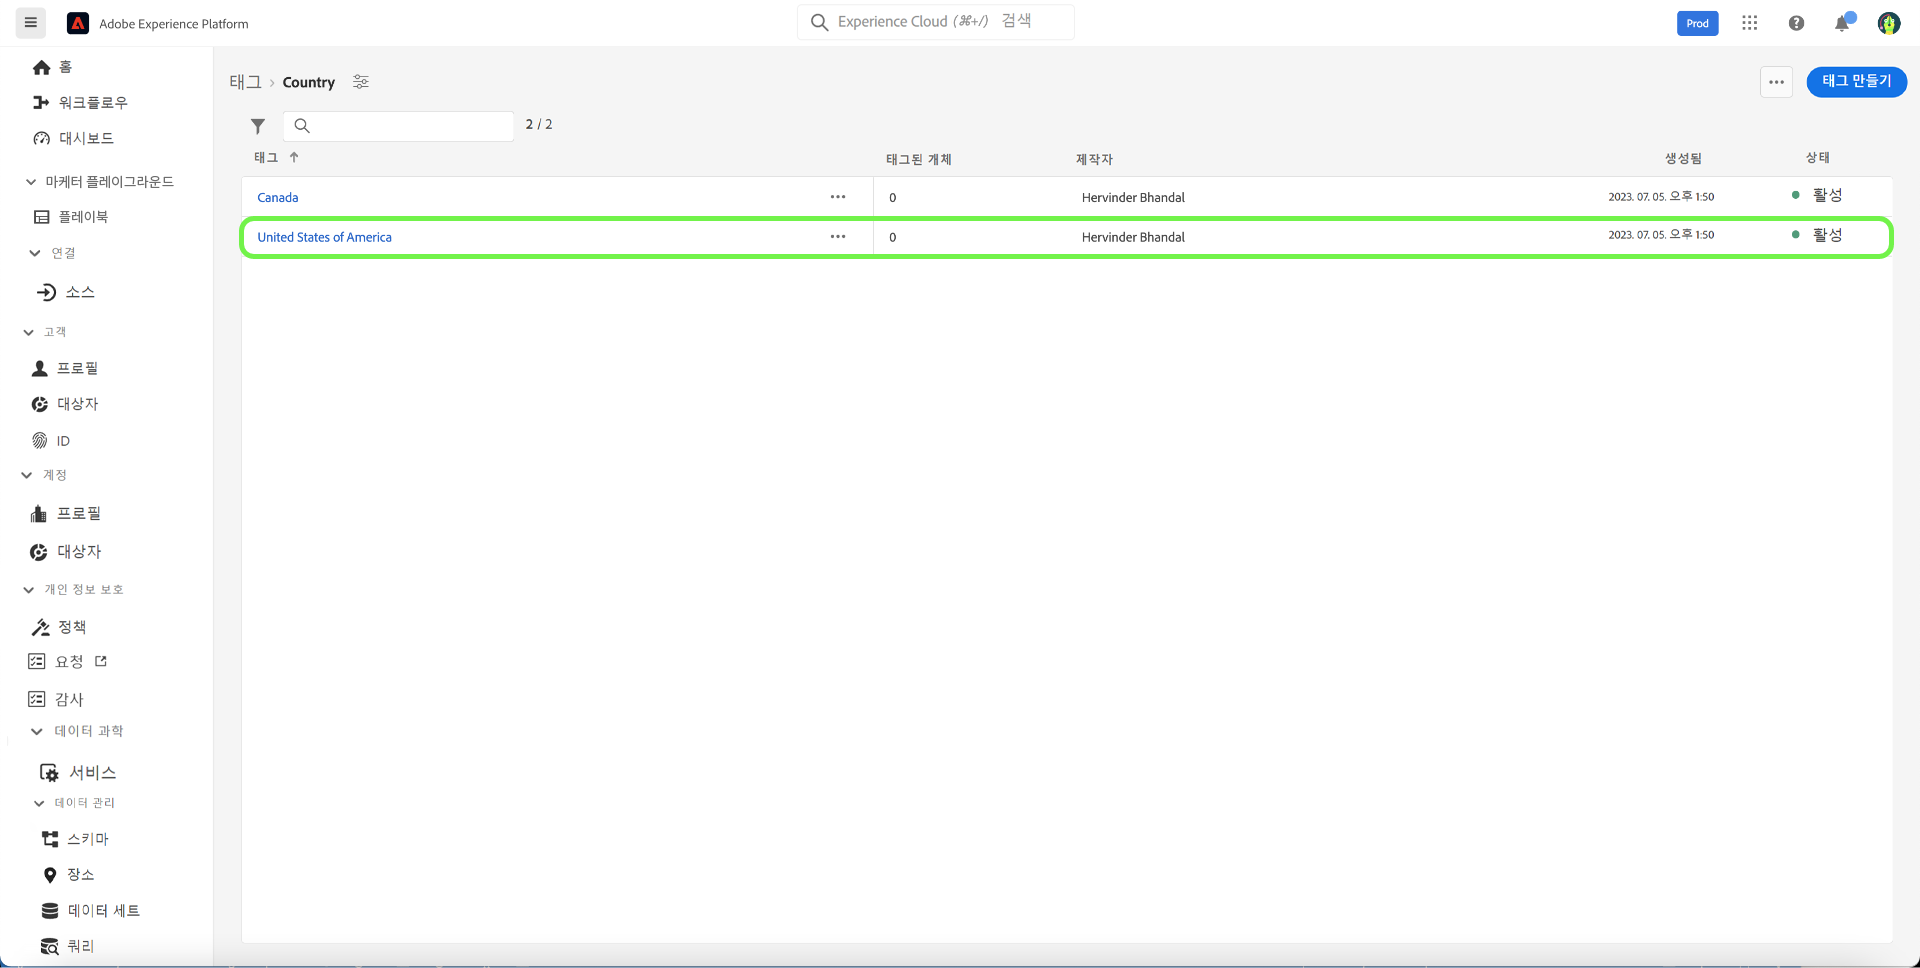 Adobe Experience Platform
Experience Cloud (⌘+/) 검색
Prod
홈
워크플로우
대시보드
마케터 플레이그라운드
플레이북
연결
소스
고객
프로필
대상자
ID
계정
프로필
대상자
개인 정보 보호
정책
요청
감사
데이터 과학
서비스
데이터 관리
스키마
장소
데이터 세트
쿼리
태그 › Country
태그 만들기
2 / 2
태그 ↑ 태그된 개체 제작자 생성됨 상태
Canada ••• 0 Hervinder Bhandal 2023. 07. 05. 오후 1:50 활성
United States of America ••• 0 Hervinder Bhandal 2023. 07. 05. 오후 1:50 활성